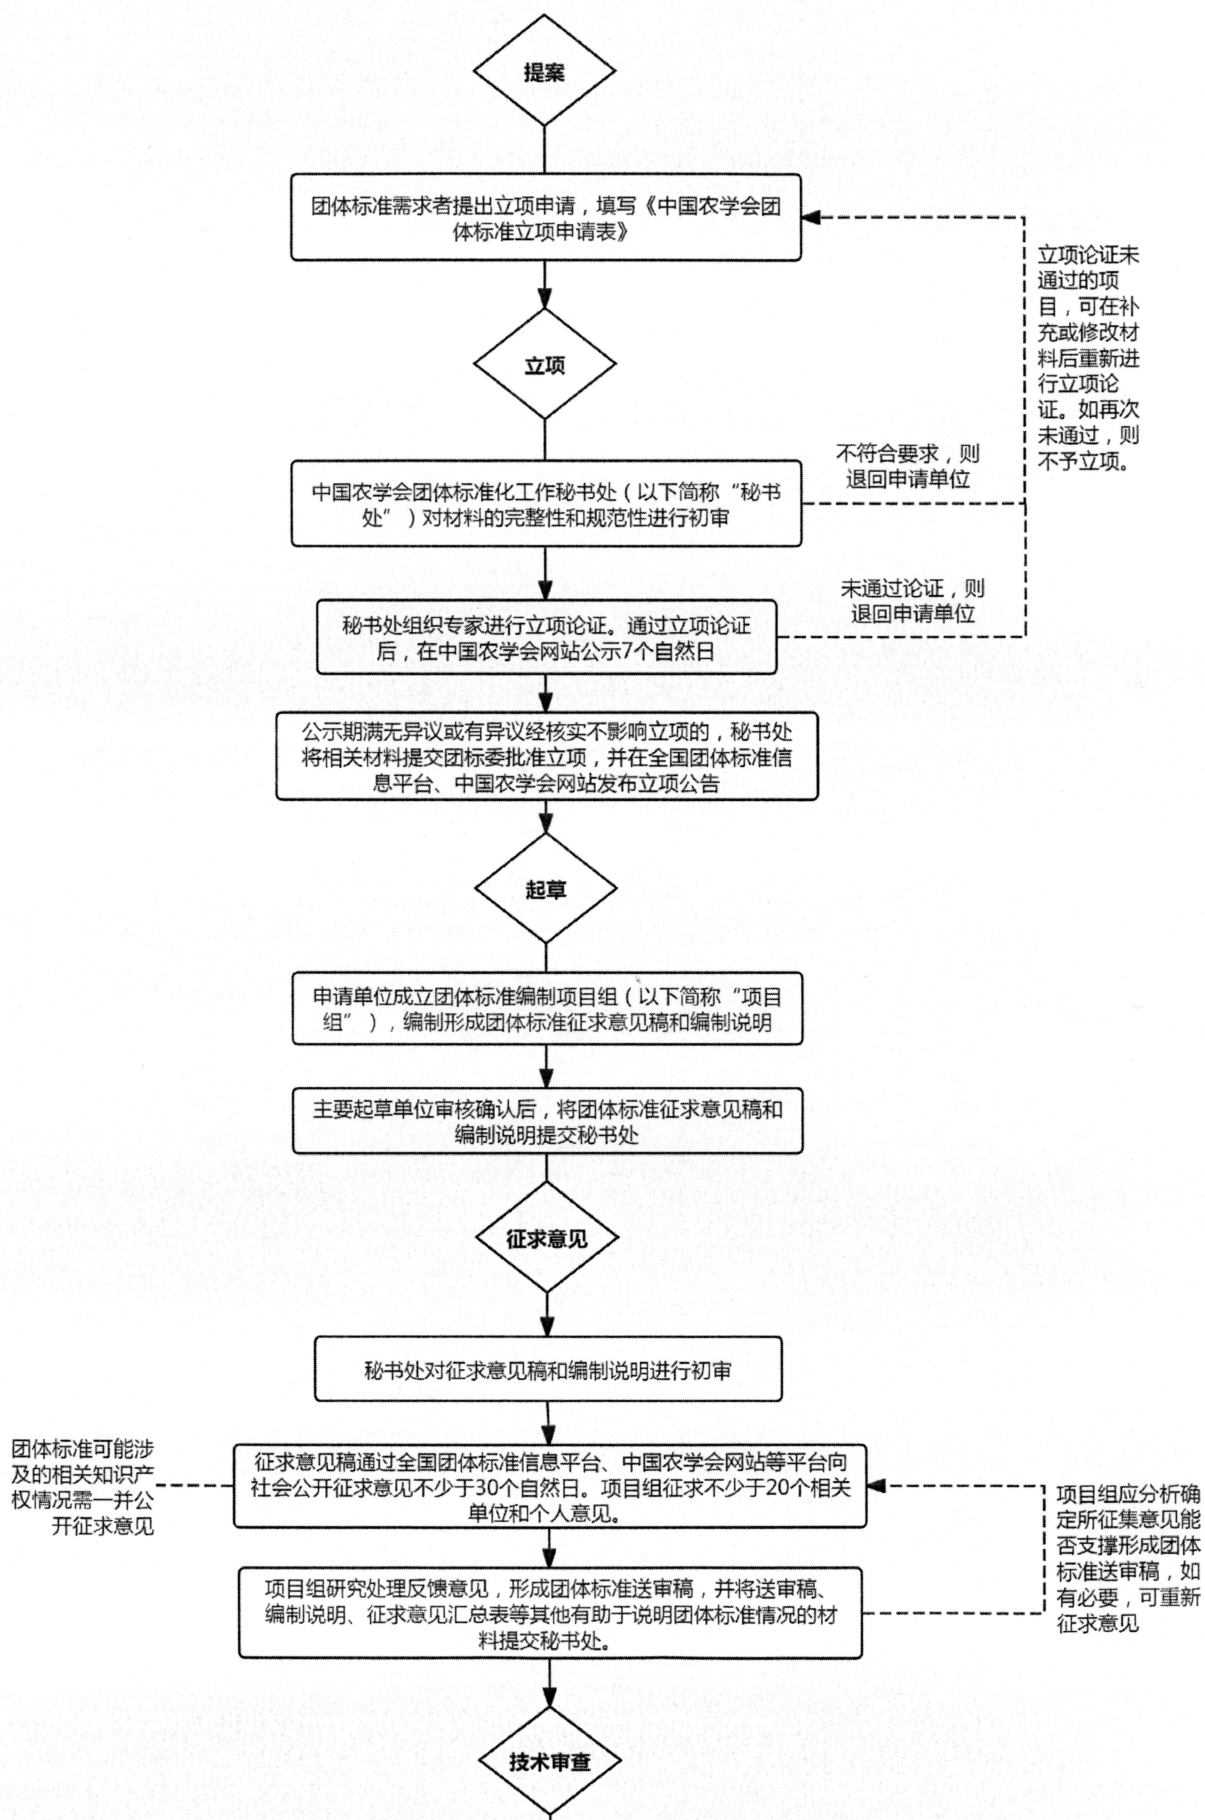 提案
团体标准需求者提出立项申请，填写《中国农学会团
体标准立项申请表》
立项论证未
通过的项
目，可在补
充或修改材
料后重新进
行立项论
证。如再次
未通过，则
不予立项。
立项
不符合要求，则
退回申请单位
中国农学会团体标准化工作秘书处（以下简称“秘书
处”）对材料的完整性和规范性进行初审
未通过论证，则
退回申请单位
秘书处组织专家进行立项论证。通过立项论证
后，在中国农学会网站公示7个自然日
公示期满无异议或有异议经核实不影响立项的，秘书处
将相关材料提交团标委批准立项，并在全国团体标准信
息平台、中国农学会网站发布立项公告
起草
申请单位成立团体标准编制项目组（以下简称“项目
组”），编制形成团体标准征求意见稿和编制说明
主要起草单位审核确认后，将团体标准征求意见稿和
编制说明提交秘书处
征求意见
秘书处对征求意见稿和编制说明进行初审
团体标准可能涉
及的相关知识产
权情况需一并公
开征求意见
征求意见稿通过全国团体标准信息平台、中国农学会网站等平台向
社会公开征求意见不少于30个自然日。项目组征求不少于20个相关
单位和个人意见。
项目组应分析确
定所征集意见能
否支撑形成团体
标准送审稿，如
有必要，可重新
征求意见
项目组研究处理反馈意见，形成团体标准送审稿，并将送审稿、
编制说明、征求意见汇总表等其他有助于说明团体标准情况的材
料提交秘书处。
技术审查